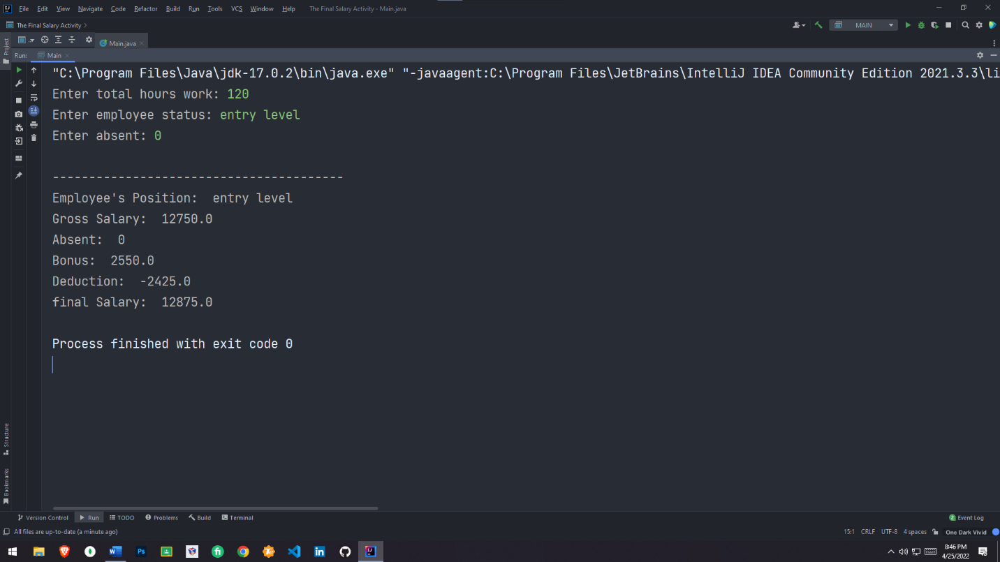 File Edit View Navigate Code Refactor Build Run Tools VCS Window Help The Final Salary Activity - Main.java
The Final Salary Activity
MAIN
Project
Main.java
Run: Main
"C:\Program Files\Java\jdk-17.0.2\bin\java.exe" "-javaagent:C:\Program Files\JetBrains\IntelliJ IDEA Community Edition 2021.3.3\li
Enter total hours work: 120
Enter employee status: entry level
Enter absent: 0
----------------------------------------
Employee's Position:  entry level
Gross Salary:  12750.0
Absent:  0
Bonus:  2550.0
Deduction:  -2425.0
final Salary:  12875.0
Process finished with exit code 0
Structure
Bookmarks
Version Control Run TODO Problems Build Terminal 2 Event Log
All files are up-to-date (a minute ago) 15:1 CRLF UTF-8 4 spaces One Dark Vivid
8:46 PM
4/25/2022